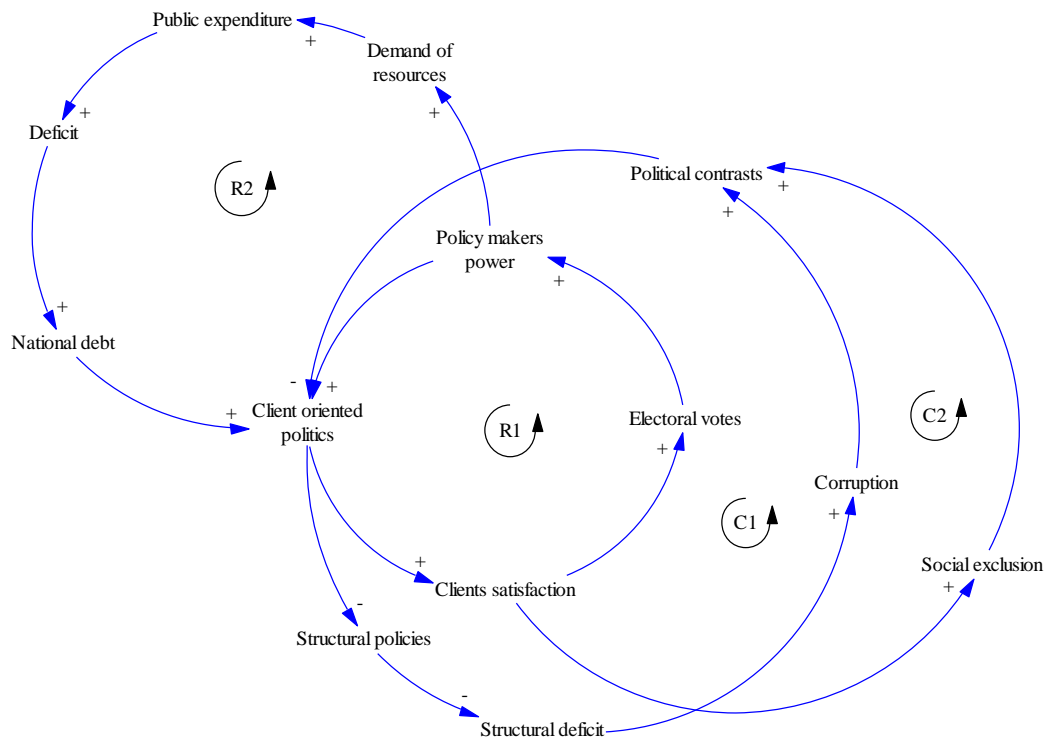 Public expenditure
+
Demand of
resources
+
+
Deficit
R2
Political contrasts
+
+
Policy makers
power
+
+
National debt
-
+
+
Client oriented
politics
R1
Electoral votes
+
C2
Corruption
+
C1
+
Clients satisfaction
Social exclusion
+
-
Structural policies
-
Structural deficit